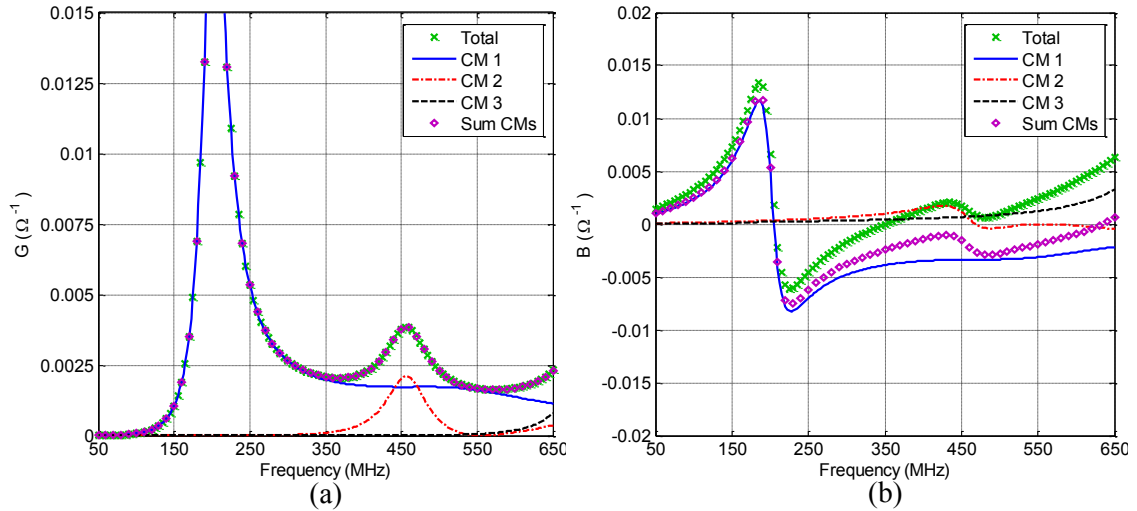 0.015
0.0125
0.01
0.0075
0.005
0.0025
0
G (Ω⁻¹)
50 150 250 350 450 550 650
Frequency (MHz)
Total
CM 1
CM 2
CM 3
Sum CMs
(a)
0.02
0.015
0.01
0.005
0
-0.005
-0.01
-0.015
-0.02
B (Ω⁻¹)
50 150 250 350 450 550 650
Frequency (MHz)
Total
CM 1
CM 2
CM 3
Sum CMs
(b)